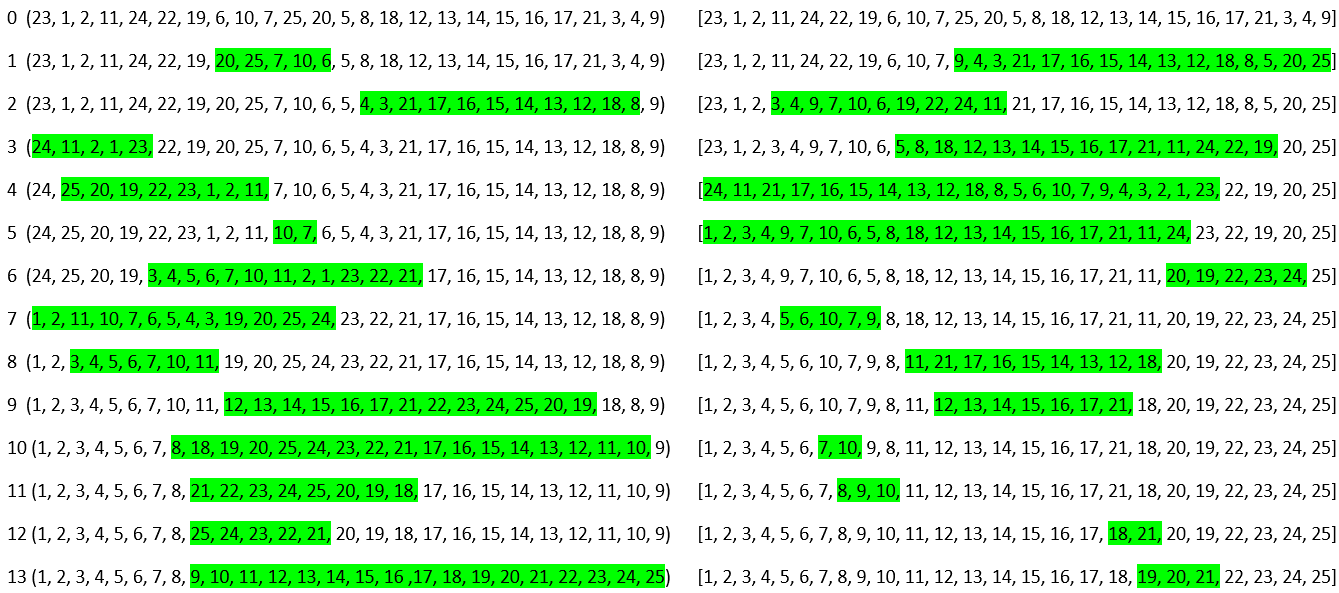 0 (23, 1, 2, 11, 24, 22, 19, 6, 10, 7, 25, 20, 5, 8, 18, 12, 13, 14, 15, 16, 17, 21, 3, 4, 9) [23, 1, 2, 11, 24, 22, 19, 6, 10, 7, 25, 20, 5, 8, 18, 12, 13, 14, 15, 16, 17, 21, 3, 4, 9]
1 (23, 1, 2, 11, 24, 22, 19, 20, 25, 7, 10, 6, 5, 8, 18, 12, 13, 14, 15, 16, 17, 21, 3, 4, 9) [23, 1, 2, 11, 24, 22, 19, 6, 10, 7, 9, 4, 3, 21, 17, 16, 15, 14, 13, 12, 18, 8, 5, 20, 25]
2 (23, 1, 2, 11, 24, 22, 19, 20, 25, 7, 10, 6, 5, 4, 3, 21, 17, 16, 15, 14, 13, 12, 18, 8, 9) [23, 1, 2, 3, 4, 9, 7, 10, 6, 19, 22, 24, 11, 21, 17, 16, 15, 14, 13, 12, 18, 8, 5, 20, 25]
3 (24, 11, 2, 1, 23, 22, 19, 20, 25, 7, 10, 6, 5, 4, 3, 21, 17, 16, 15, 14, 13, 12, 18, 8, 9) [23, 1, 2, 3, 4, 9, 7, 10, 6, 5, 8, 18, 12, 13, 14, 15, 16, 17, 21, 11, 24, 22, 19, 20, 25]
4 (24, 25, 20, 19, 22, 23, 1, 2, 11, 7, 10, 6, 5, 4, 3, 21, 17, 16, 15, 14, 13, 12, 18, 8, 9) [24, 11, 21, 17, 16, 15, 14, 13, 12, 18, 8, 5, 6, 10, 7, 9, 4, 3, 2, 1, 23, 22, 19, 20, 25]
5 (24, 25, 20, 19, 22, 23, 1, 2, 11, 10, 7, 6, 5, 4, 3, 21, 17, 16, 15, 14, 13, 12, 18, 8, 9) [1, 2, 3, 4, 9, 7, 10, 6, 5, 8, 18, 12, 13, 14, 15, 16, 17, 21, 11, 24, 23, 22, 19, 20, 25]
6 (24, 25, 20, 19, 3, 4, 5, 6, 7, 10, 11, 2, 1, 23, 22, 21, 17, 16, 15, 14, 13, 12, 18, 8, 9) [1, 2, 3, 4, 9, 7, 10, 6, 5, 8, 18, 12, 13, 14, 15, 16, 17, 21, 11, 20, 19, 22, 23, 24, 25]
7 (1, 2, 11, 10, 7, 6, 5, 4, 3, 19, 20, 25, 24, 23, 22, 21, 17, 16, 15, 14, 13, 12, 18, 8, 9) [1, 2, 3, 4, 5, 6, 10, 7, 9, 8, 18, 12, 13, 14, 15, 16, 17, 21, 11, 20, 19, 22, 23, 24, 25]
8 (1, 2, 3, 4, 5, 6, 7, 10, 11, 19, 20, 25, 24, 23, 22, 21, 17, 16, 15, 14, 13, 12, 18, 8, 9) [1, 2, 3, 4, 5, 6, 10, 7, 9, 8, 11, 21, 17, 16, 15, 14, 13, 12, 18, 20, 19, 22, 23, 24, 25]
9 (1, 2, 3, 4, 5, 6, 7, 10, 11, 12, 13, 14, 15, 16, 17, 21, 22, 23, 24, 25, 20, 19, 18, 8, 9) [1, 2, 3, 4, 5, 6, 10, 7, 9, 8, 11, 12, 13, 14, 15, 16, 17, 21, 18, 20, 19, 22, 23, 24, 25]
10 (1, 2, 3, 4, 5, 6, 7, 8, 18, 19, 20, 25, 24, 23, 22, 21, 17, 16, 15, 14, 13, 12, 11, 10, 9) [1, 2, 3, 4, 5, 6, 7, 10, 9, 8, 11, 12, 13, 14, 15, 16, 17, 21, 18, 20, 19, 22, 23, 24, 25]
11 (1, 2, 3, 4, 5, 6, 7, 8, 21, 22, 23, 24, 25, 20, 19, 18, 17, 16, 15, 14, 13, 12, 11, 10, 9) [1, 2, 3, 4, 5, 6, 7, 8, 9, 10, 11, 12, 13, 14, 15, 16, 17, 21, 18, 20, 19, 22, 23, 24, 25]
12 (1, 2, 3, 4, 5, 6, 7, 8, 25, 24, 23, 22, 21, 20, 19, 18, 17, 16, 15, 14, 13, 12, 11, 10, 9) [1, 2, 3, 4, 5, 6, 7, 8, 9, 10, 11, 12, 13, 14, 15, 16, 17, 18, 21, 20, 19, 22, 23, 24, 25]
13 (1, 2, 3, 4, 5, 6, 7, 8, 9, 10, 11, 12, 13, 14, 15, 16 ,17, 18, 19, 20, 21, 22, 23, 24, 25) [1, 2, 3, 4, 5, 6, 7, 8, 9, 10, 11, 12, 13, 14, 15, 16, 17, 18, 19, 20, 21, 22, 23, 24, 25]